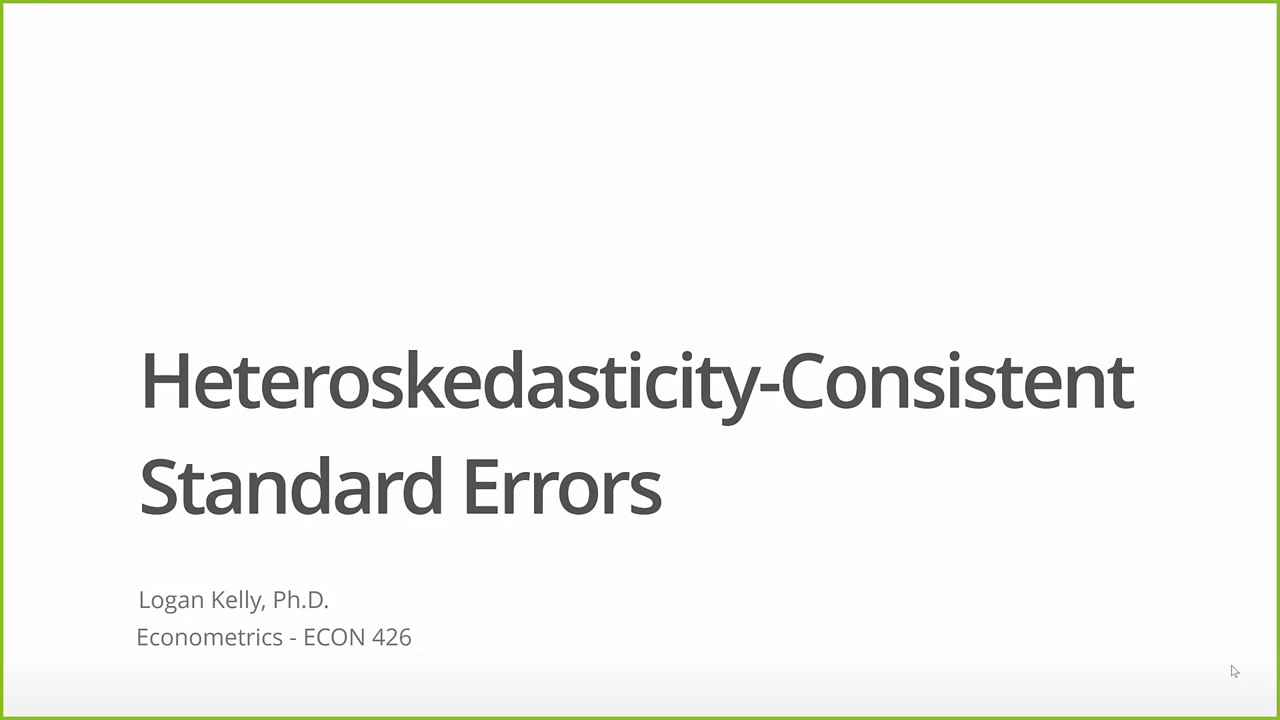 Heteroskedasticity-Consistent
Standard Errors
Logan Kelly, Ph.D.
Econometrics - ECON 426